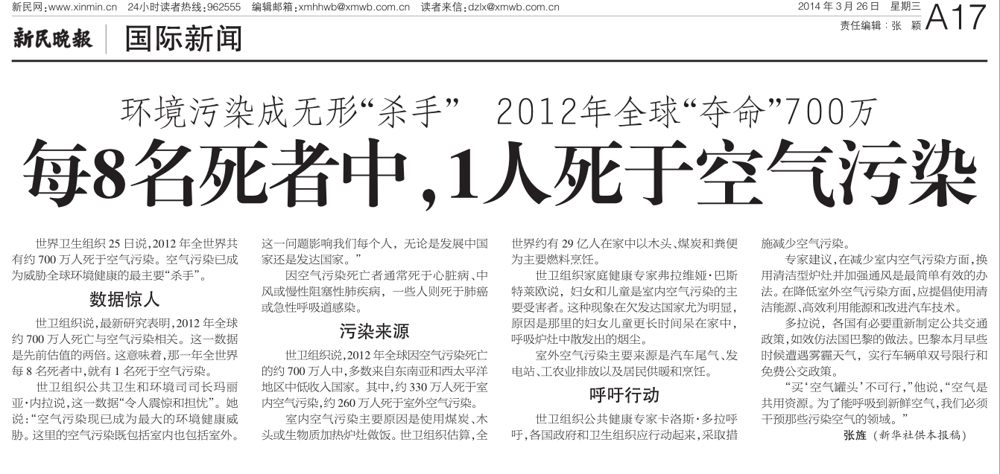 新民网:www.xinmin.cn 24小时读者热线:962555 编辑邮箱:xmhhwb@xmwb.com.cn 读者来信:dzlx@xmwb.com.cn
2014年3月26日 星期三
责任编辑:张 颖
A17
新民晚报 国际新闻
环境污染成无形“杀手” 2012年全球“夺命”700万
每8名死者中,1人死于空气污染
世界卫生组织25日说,2012年全世界共
有约700万人死于空气污染。空气污染已成
为威胁全球环境健康的最主要“杀手”。
数据惊人
世卫组织说,最新研究表明,2012年全球
约700万人死亡与空气污染相关。这一数据
是先前估值的两倍。这意味着,那一年全世界
每8名死者中,就有1名死于空气污染。
世卫组织公共卫生和环境司司长玛丽
亚·内拉说,这一数据“令人震惊和担忧”。她
说:“空气污染现已成为最大的环境健康威
胁。这里的空气污染既包括室内也包括室外。
这一问题影响我们每个人,无论是发展中国
家还是发达国家。”
因空气污染死亡者通常死于心脏病、中
风或慢性阻塞性肺疾病,一些人则死于肺癌
或急性呼吸道感染。
污染来源
世卫组织说,2012年全球因空气污染死亡
的约700万人中,多数来自东南亚和西太平洋
地区中低收入国家。其中,约330万人死于室
内空气污染,约260万人死于室外空气污染。
室内空气污染主要原因是使用煤炭、木
头或生物质加热炉灶做饭。世卫组织估算,全
世界约有29亿人在家中以木头、煤炭和粪便
为主要燃料烹饪。
世卫组织家庭健康专家弗拉维娅·巴斯
特莱欧说,妇女和儿童是室内空气污染的主
要受害者。这种现象在欠发达国家尤为明显,
原因是那里的妇女儿童更长时间呆在家中,
呼吸炉灶中散发出的烟尘。
室外空气污染主要来源是汽车尾气、发
电站、工农业排放以及居民供暖和烹饪。
呼吁行动
世卫组织公共健康专家卡洛斯·多拉呼
吁,各国政府和卫生组织应行动起来,采取措
施减少空气污染。
专家建议,在减少室内空气污染方面,换
用清洁型炉灶并加强通风是最简单有效的办
法。在降低室外空气污染方面,应提倡使用清
洁能源、高效利用能源和改进汽车技术。
多拉说,各国有必要重新制定公共交通
政策,如效仿法国巴黎的做法。巴黎本月早些
时候遭遇雾霾天气,实行车辆单双号限行和
免费公交政策。
“买‘空气罐头’不可行,”他说,“空气是
共用资源。为了能呼吸到新鲜空气,我们必须
干预那些污染空气的领域。”
张旌(新华社供本报稿)